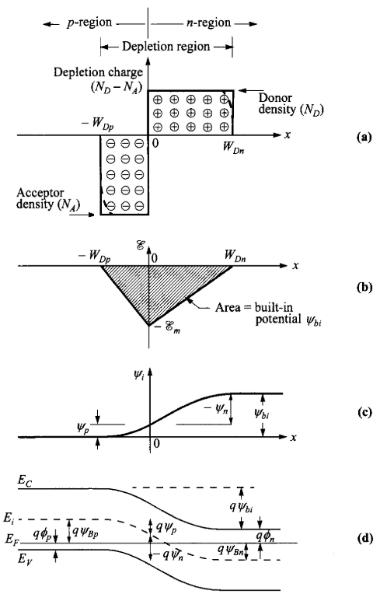 p-region n-region
Depletion region
Depletion charge
(N_D − N_A)
Donor
density (N_D)
− W_Dp
0
W_Dn
x
(a)
Acceptor
density (N_A)
ℰ
− W_Dp
0
W_Dn
x
(b)
Area = built-in
potential ψ_bi
− ℰ_m
ψ_i
ψ_p
− ψ_n
ψ_bi
(c)
0
x
E_C
qψ_bi
E_i
qϕ_p
qψ_Bp
qψ_p
qϕ_n
E_F
(d)
E_V
− qψ_n
qψ_Bn